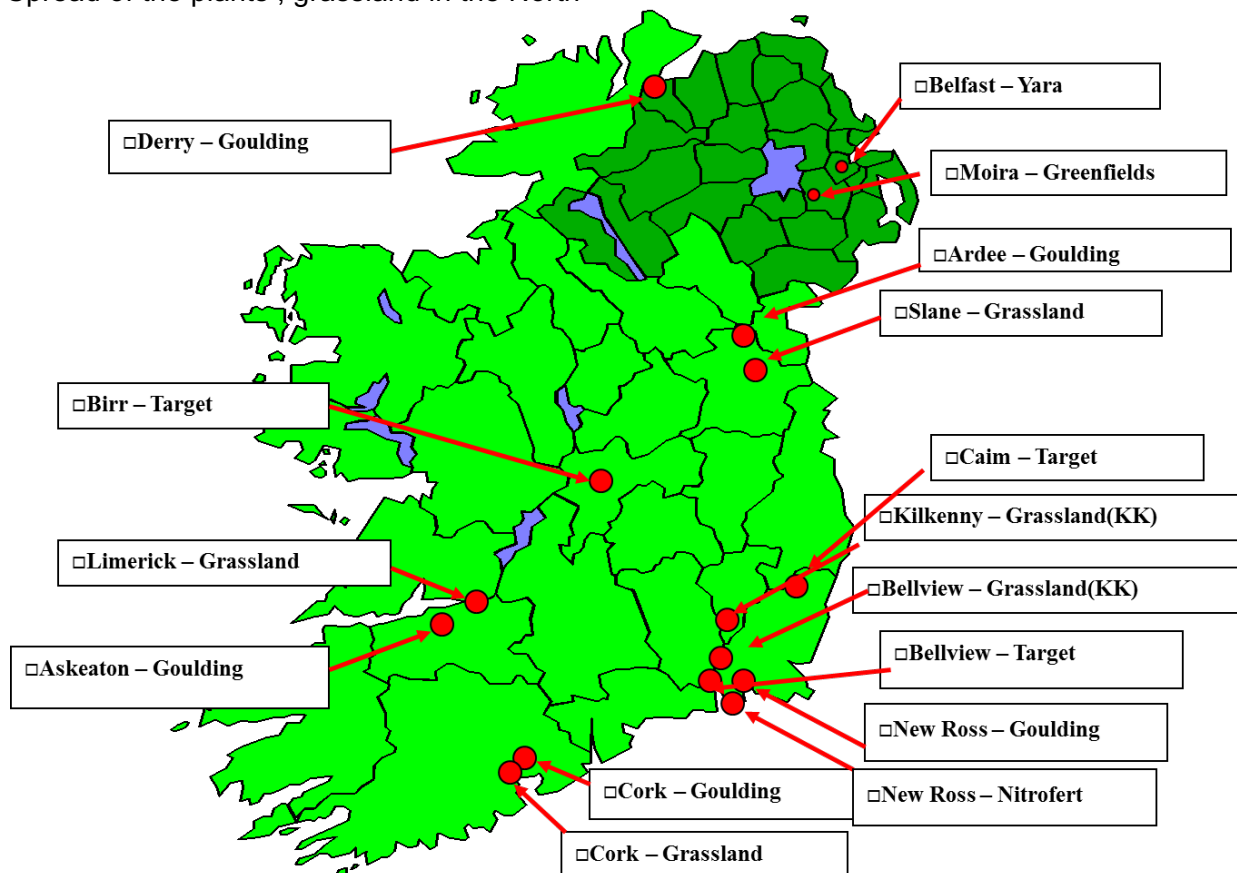 Spread of the plants , grassland in the North
□Belfast – Yara
□Derry – Goulding
□Moira – Greenfields
□Ardee – Goulding
□Slane – Grassland
□Birr – Target
□Caim – Target
□Kilkenny – Grassland(KK)
□Limerick – Grassland
□Bellview – Grassland(KK)
□Askeaton – Goulding
□Bellview – Target
□New Ross – Goulding
□Cork – Goulding
□New Ross – Nitrofert
□Cork – Grassland